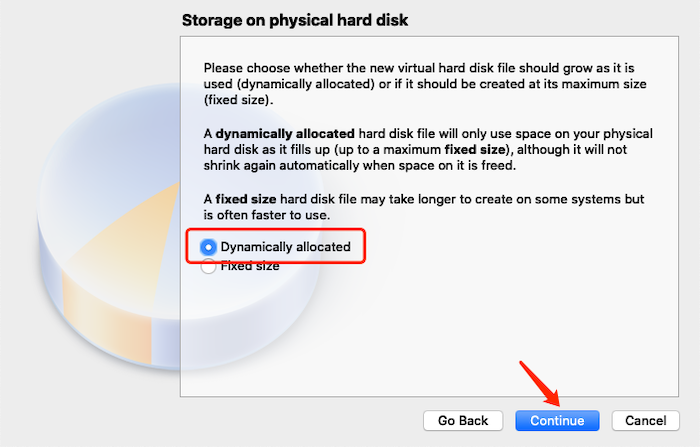 Storage on physical hard disk
Please choose whether the new virtual hard disk file should grow as it is
used (dynamically allocated) or if it should be created at its maximum size
(fixed size).
A dynamically allocated hard disk file will only use space on your physical
hard disk as it fills up (up to a maximum fixed size), although it will not
shrink again automatically when space on it is freed.
A fixed size hard disk file may take longer to create on some systems but
is often faster to use.
Dynamically allocated
Fixed size
Go Back
Continue
Cancel